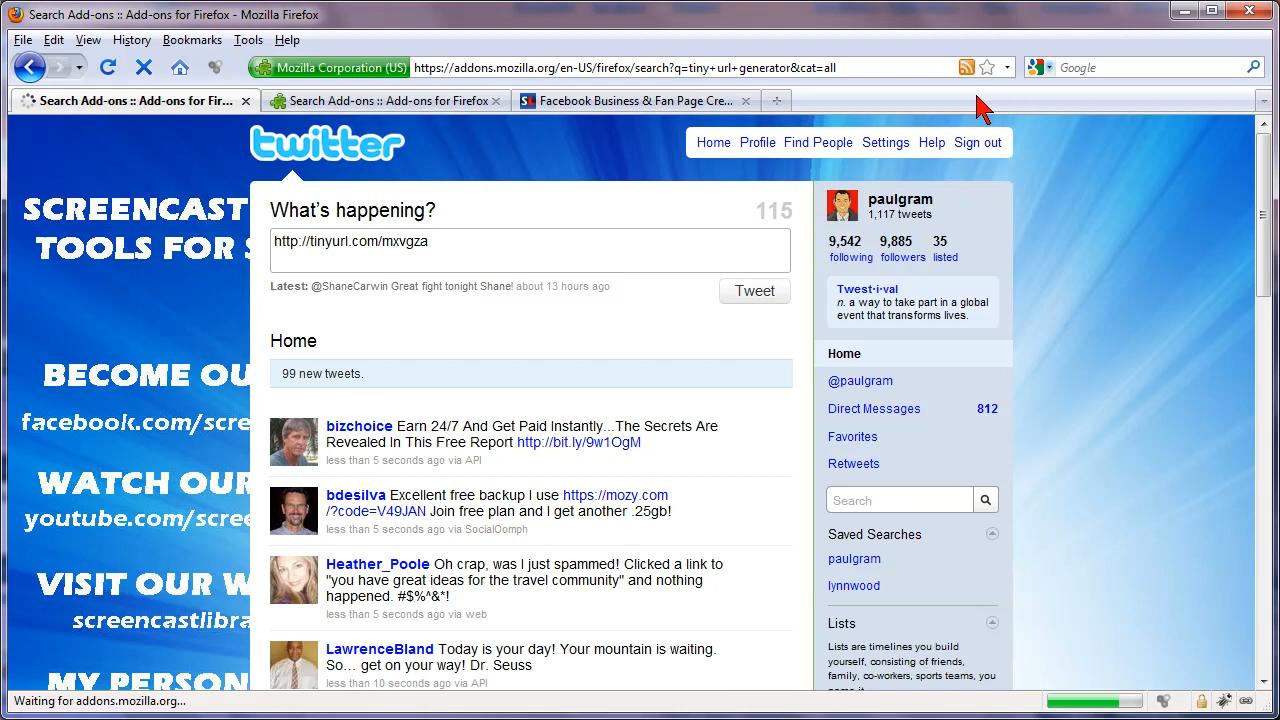 Search Add-ons :: Add-ons for Firefox - Mozilla Firefox
File Edit View History Bookmarks Tools Help
Mozilla Corporation (US) https://addons.mozilla.org/en-US/firefox/search?q=tiny+url+generator&cat=all Google
Search Add-ons :: Add-ons for Fir... Search Add-ons :: Add-ons for Firefox Facebook Business & Fan Page Cre...
twitter
Home Profile Find People Settings Help Sign out
SCREENCAST
TOOLS FOR
BECOME OU
facebook.com/scre
WATCH OUR
youtube.com/scree
VISIT OUR W
screencastlibra
MY PERSON
What's happening? 115
http://tinyurl.com/mxvgza
Latest: @ShaneCarwin Great fight tonight Shane! about 13 hours ago
Tweet
Home
99 new tweets.
bizchoice Earn 24/7 And Get Paid Instantly...The Secrets Are
Revealed In This Free Report http://bit.ly/9w1OgM
less than 5 seconds ago via API
bdesilva Excellent free backup I use https://mozy.com
/?code=V49JAN Join free plan and I get another .25gb!
less than 5 seconds ago via SocialOomph
Heather_Poole Oh crap, was I just spammed! Clicked a link to
"you have great ideas for the travel community" and nothing
happened. #$%^&*!
less than 5 seconds ago via web
LawrenceBland Today is your day! Your mountain is waiting.
So... get on your way! Dr. Seuss
less than 10 seconds ago via API
paulgram
1,117 tweets
9,542 9,885 35
following followers listed
Twest·i·val
n. a way to take part in a global
event that transforms lives.
Home
@paulgram
Direct Messages 812
Favorites
Retweets
Search
Saved Searches
paulgram
lynnwood
Lists
Lists are timelines you build
yourself, consisting of friends,
family, co-workers, sports teams, you
Waiting for addons.mozilla.org...